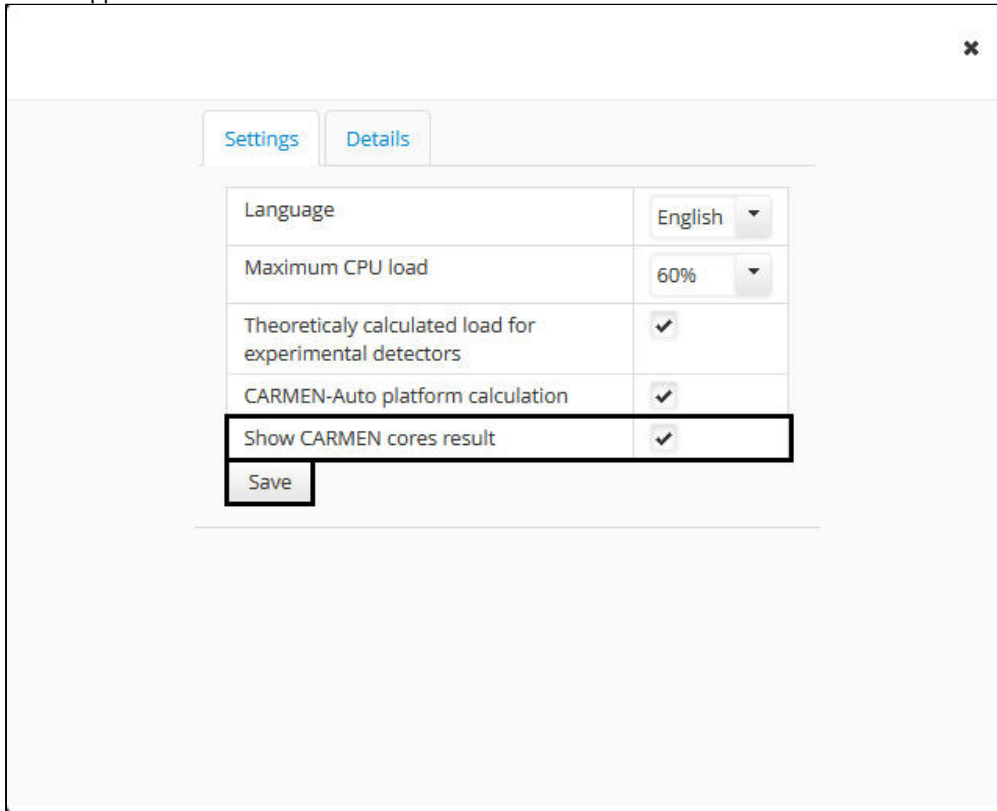 Settings Details
Language English
Maximum CPU load 60%
Theoreticaly calculated load for
experimental detectors
CARMEN-Auto platform calculation
Show CARMEN cores result
Save